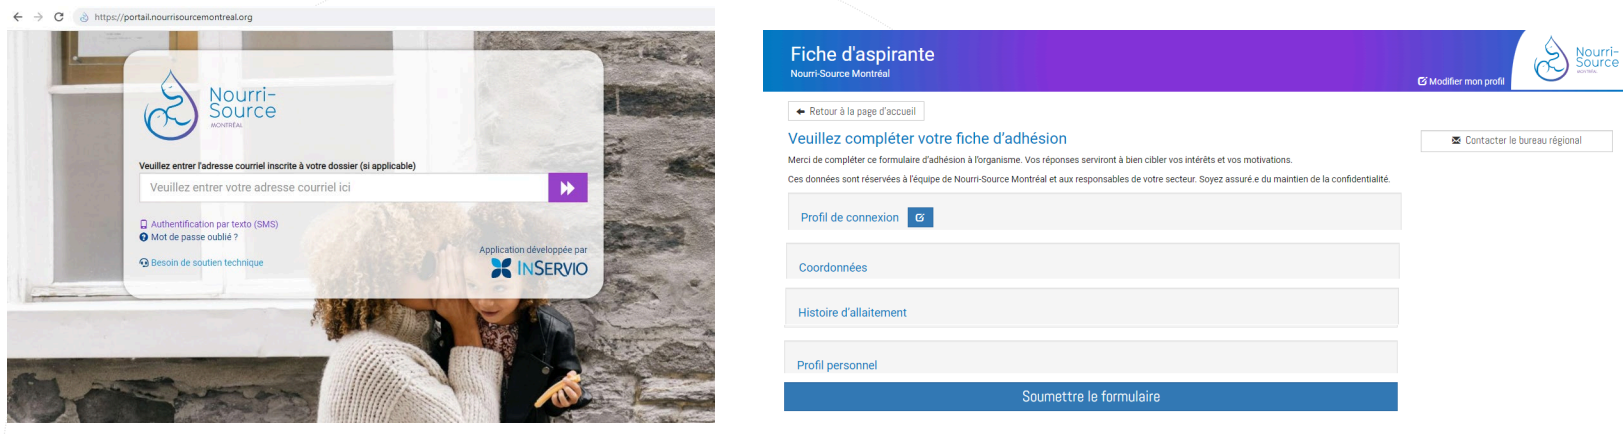 https://portail.nourrisourcemontreal.org
Nourri-
Source
MONTRÉAL
Veuillez entrer l'adresse courriel inscrite à votre dossier (si applicable)
Veuillez entrer votre adresse courriel ici
Authentification par texto (SMS)
Mot de passe oublié ?
Besoin de soutien technique
Application développée par
INSERVIO
Fiche d'aspirante
Nourri-Source Montréal
Modifier mon profil
Nourri-
Source
MONTRÉAL
Retour à la page d'accueil
Veuillez compléter votre fiche d'adhésion
Contacter le bureau régional
Merci de compléter ce formulaire d'adhésion à l'organisme. Vos réponses serviront à bien cibler vos intérêts et vos motivations.
Ces données sont réservées à l'équipe de Nourri-Source Montréal et aux responsables de votre secteur. Soyez assuré.e du maintien de la confidentialité.
Profil de connexion
Coordonnées
Histoire d'allaitement
Profil personnel
Soumettre le formulaire